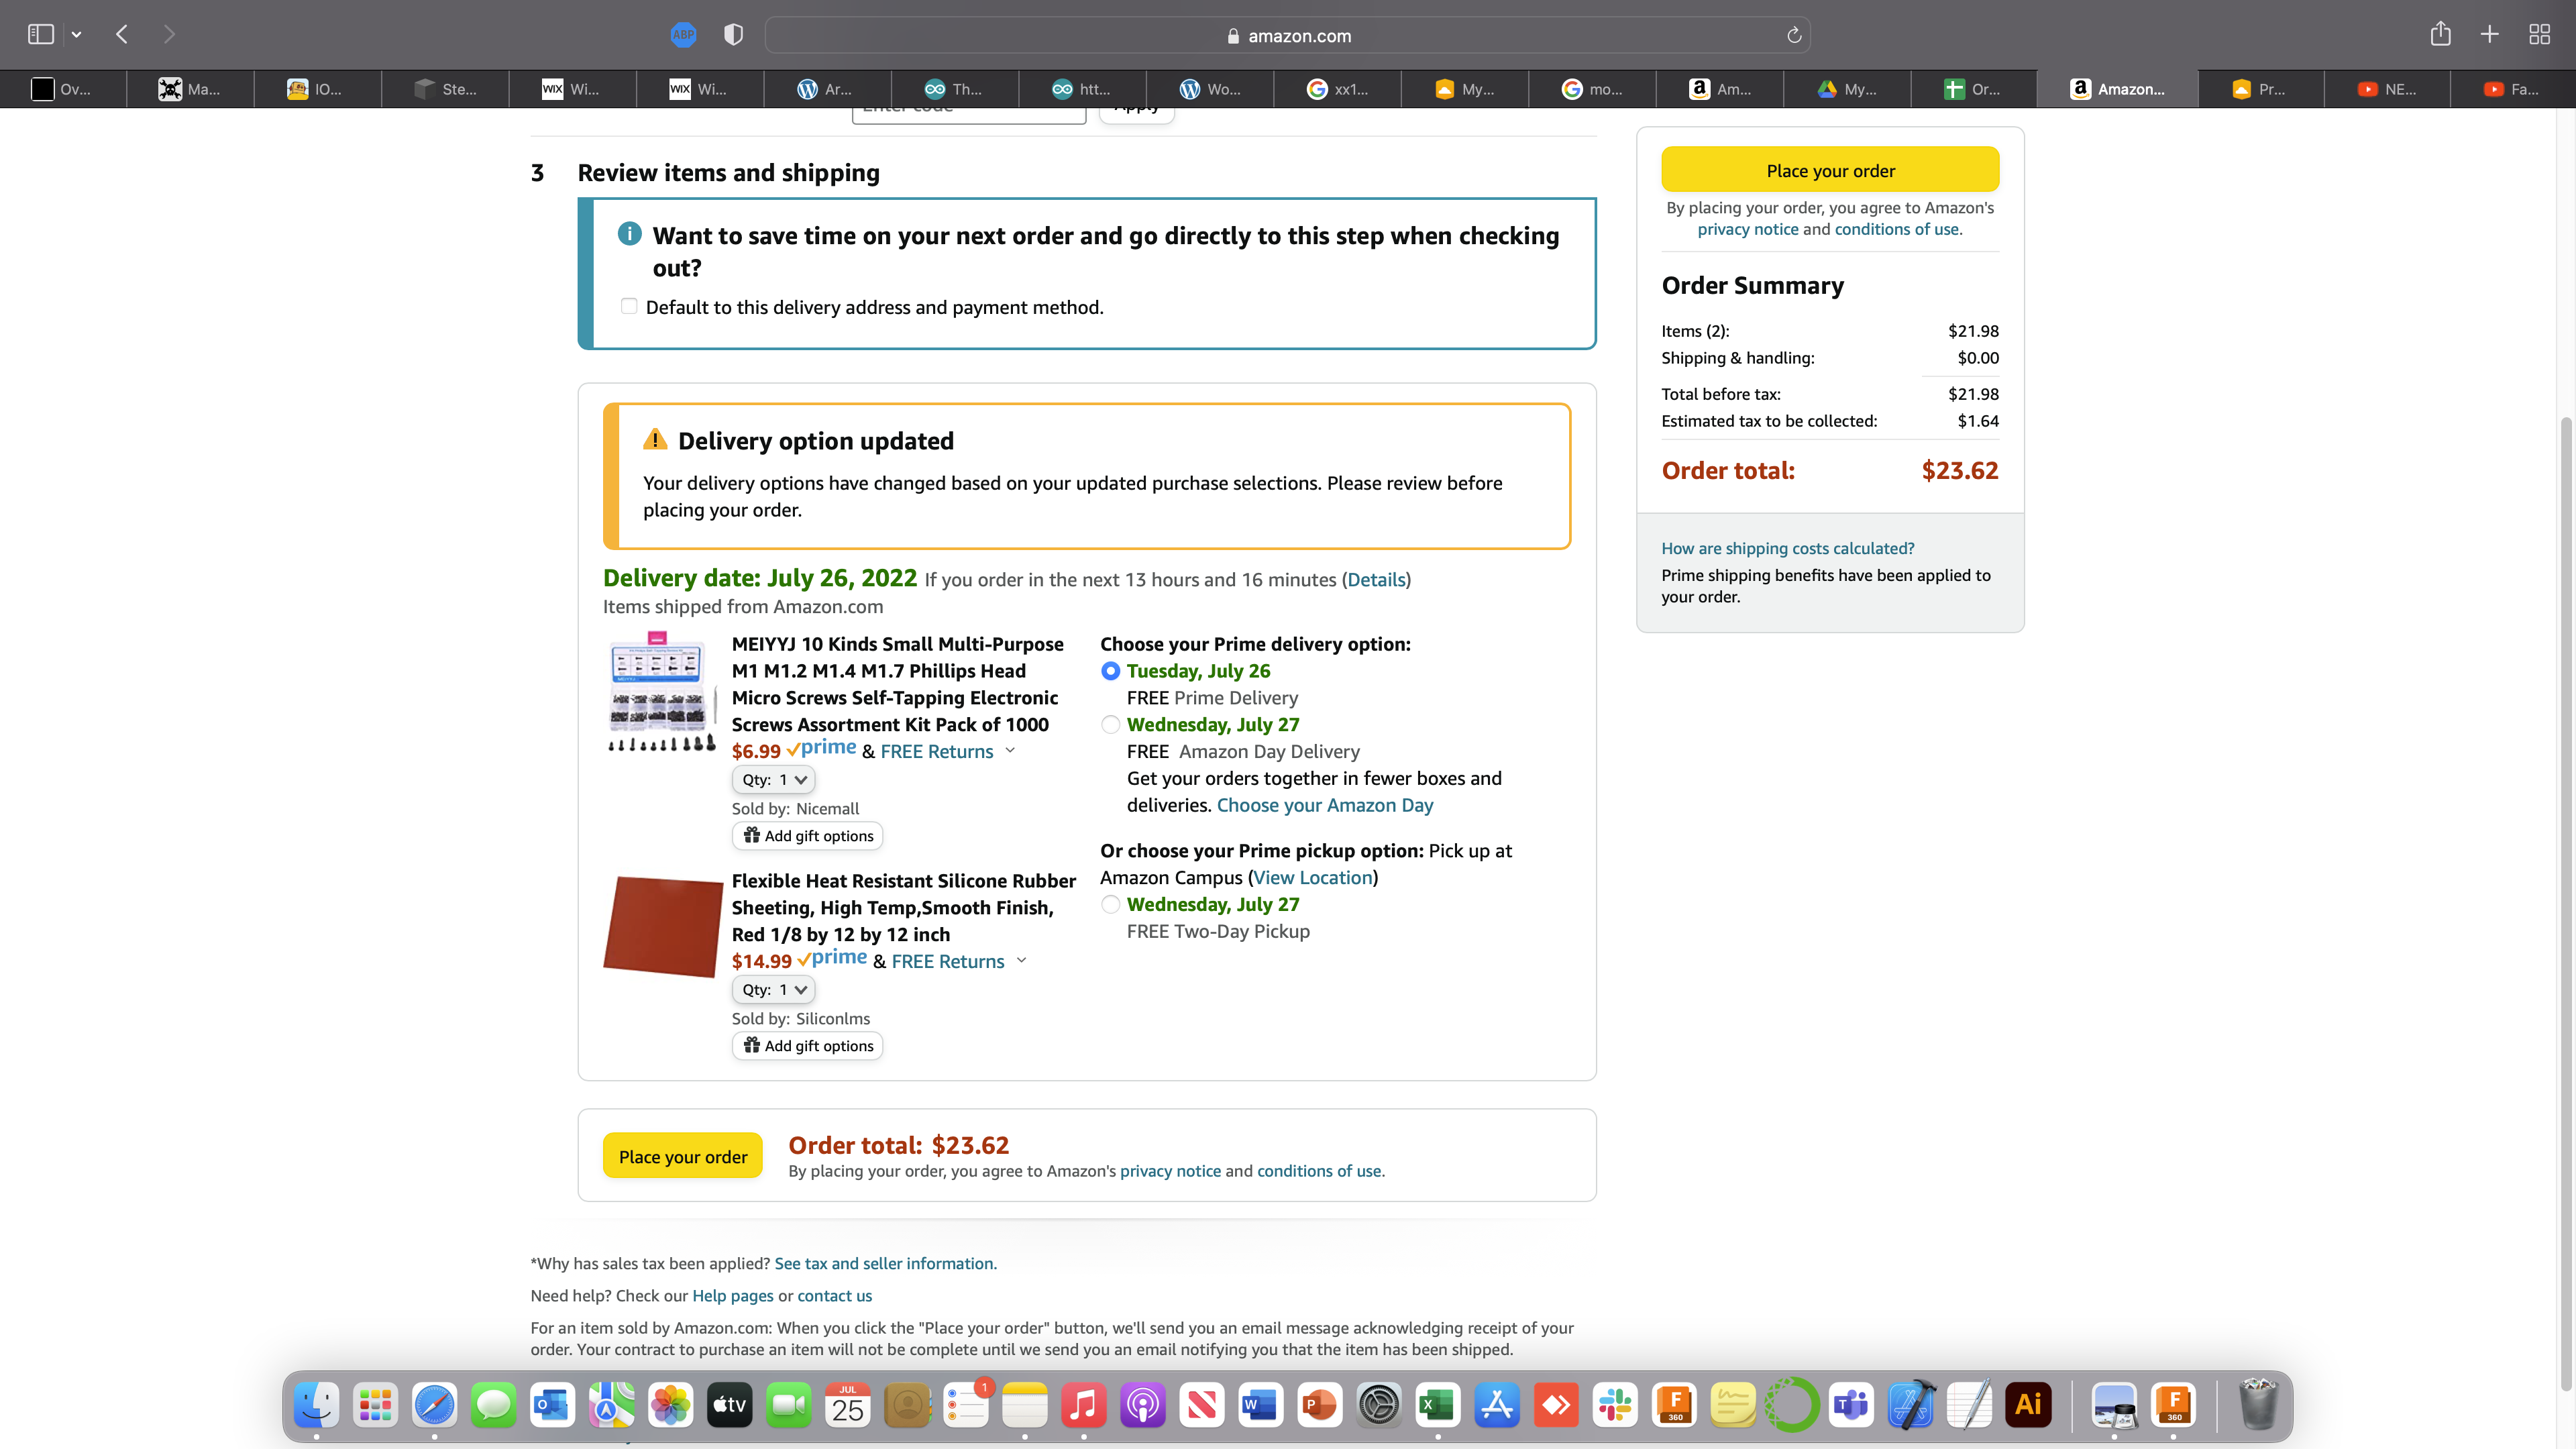 ABP
amazon.com
Ov...
Ma...
IO...
Ste...
WIX Wi...
WIX Wi...
Ar...
Th...
htt...
Wo...
xx1...
My...
mo...
Am...
My...
Or...
Amazon...
Pr...
NE...
Fa...
Enter code
Apply
3 Review items and shipping
Want to save time on your next order and go directly to this step when checking
out?
Default to this delivery address and payment method.
Delivery option updated
Your delivery options have changed based on your updated purchase selections. Please review before
placing your order.
Delivery date: July 26, 2022 If you order in the next 13 hours and 16 minutes (Details)
Items shipped from Amazon.com
MEIYYJ 10 Kinds Small Multi-Purpose
M1 M1.2 M1.4 M1.7 Phillips Head
Micro Screws Self-Tapping Electronic
Screws Assortment Kit Pack of 1000
$6.99 prime & FREE Returns
Qty: 1
Sold by: Nicemall
Add gift options
Flexible Heat Resistant Silicone Rubber
Sheeting, High Temp,Smooth Finish,
Red 1/8 by 12 by 12 inch
$14.99 prime & FREE Returns
Qty: 1
Sold by: Siliconlms
Add gift options
Choose your Prime delivery option:
Tuesday, July 26
FREE Prime Delivery
Wednesday, July 27
FREE Amazon Day Delivery
Get your orders together in fewer boxes and
deliveries. Choose your Amazon Day
Or choose your Prime pickup option: Pick up at
Amazon Campus (View Location)
Wednesday, July 27
FREE Two-Day Pickup
Place your order
Order total: $23.62
By placing your order, you agree to Amazon's privacy notice and conditions of use.
*Why has sales tax been applied? See tax and seller information.
Need help? Check our Help pages or contact us
For an item sold by Amazon.com: When you click the "Place your order" button, we'll send you an email message acknowledging receipt of your
order. Your contract to purchase an item will not be complete until we send you an email notifying you that the item has been shipped.
Place your order
By placing your order, you agree to Amazon's
privacy notice and conditions of use.
Order Summary
Items (2): $21.98
Shipping & handling: $0.00
Total before tax: $21.98
Estimated tax to be collected: $1.64
Order total: $23.62
How are shipping costs calculated?
Prime shipping benefits have been applied to
your order.
tv
JUL
25
1
W
P
X
F
360
T
Ai
F
360